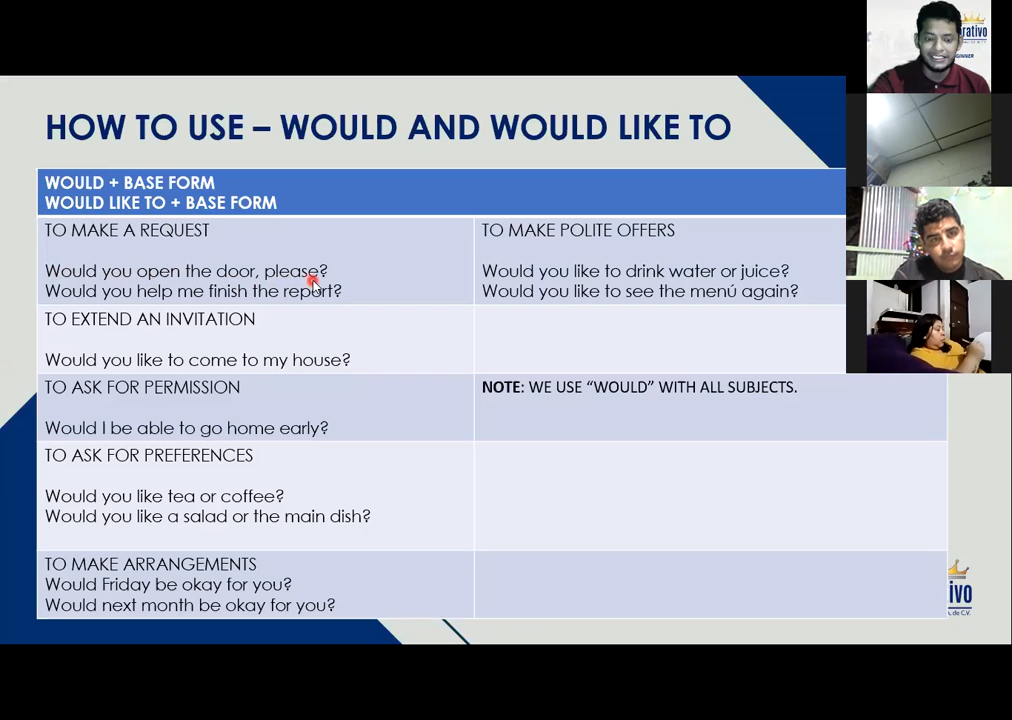 HOW TO USE – WOULD AND WOULD LIKE TO
WOULD + BASE FORM
WOULD LIKE TO + BASE FORM
TO MAKE A REQUEST
Would you open the door, please?
Would you help me finish the report?
TO MAKE POLITE OFFERS
Would you like to drink water or juice?
Would you like to see the menú again?
TO EXTEND AN INVITATION
Would you like to come to my house?
TO ASK FOR PERMISSION
Would I be able to go home early?
NOTE: WE USE “WOULD” WITH ALL SUBJECTS.
TO ASK FOR PREFERENCES
Would you like tea or coffee?
Would you like a salad or the main dish?
TO MAKE ARRANGEMENTS
Would Friday be okay for you?
Would next month be okay for you?
rativo
ivo
de C.V.